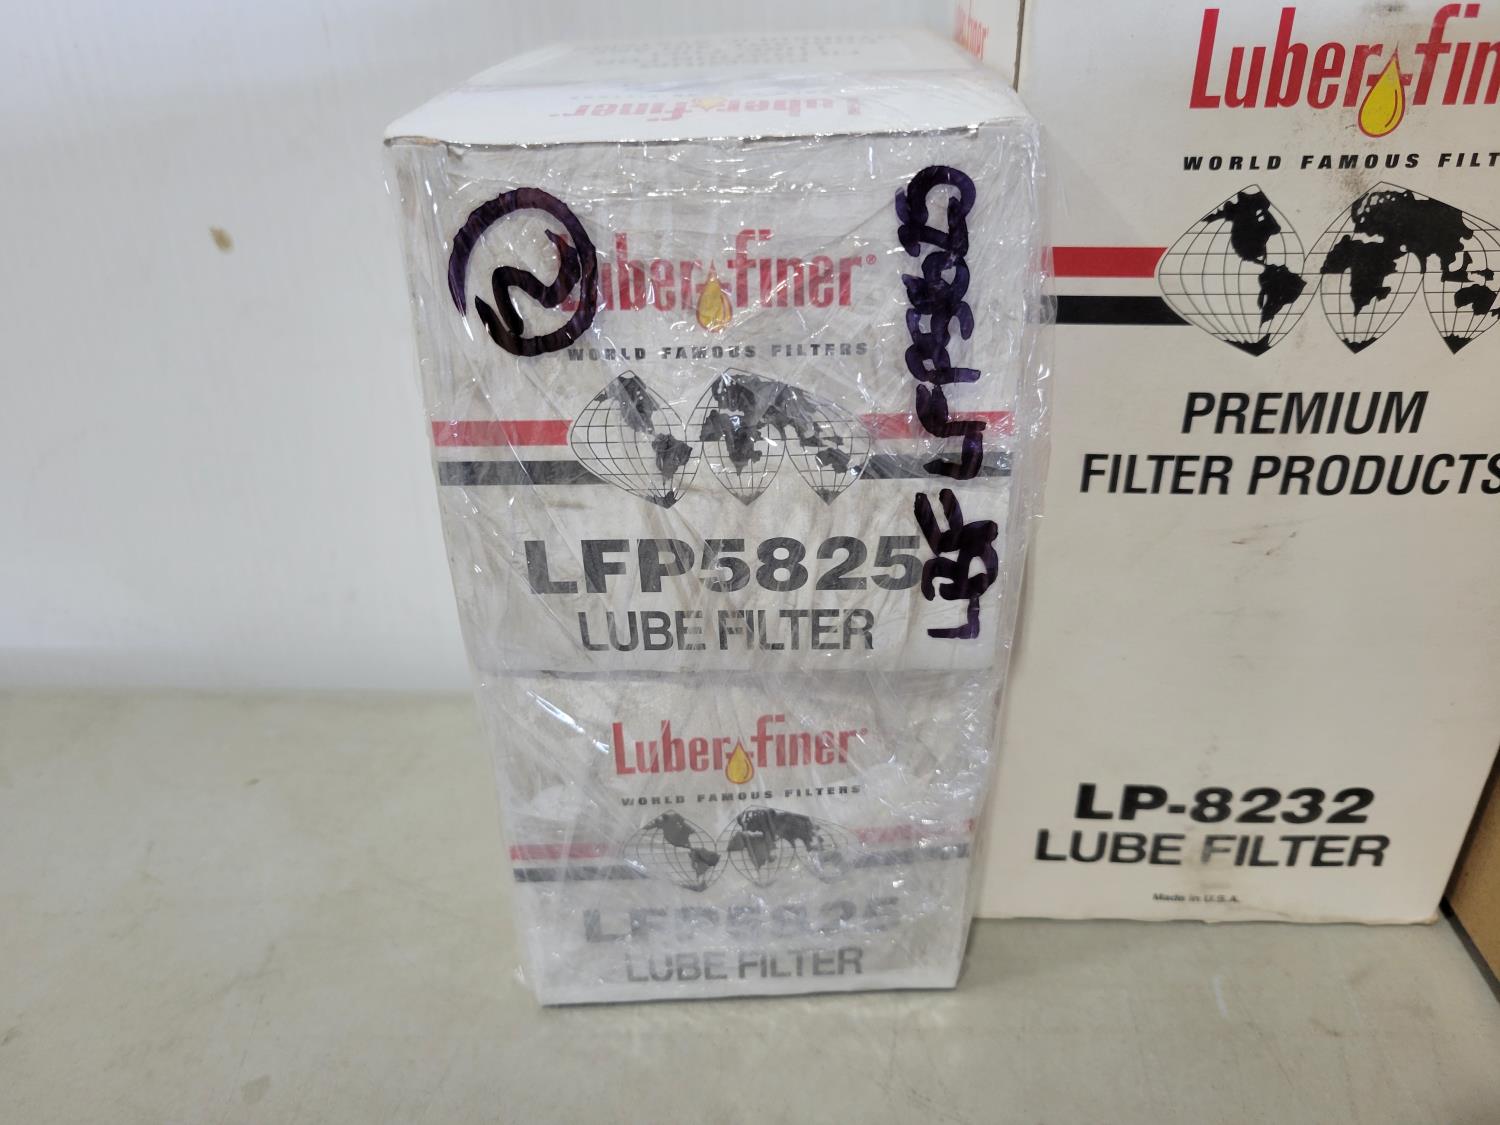 Luber-finer®
WORLD FAMOUS FILTERS
LFP5825
LUBE FILTER
Luber-finer
WORLD FAMOUS FILTERS
LFP5825
LUBE FILTER
Luber-finer
2
Luber-fin
WORLD FAMOUS FILT
PREMIUM
FILTER PRODUCTS
LP-8232
LUBE FILTER
Made in U.S.A.